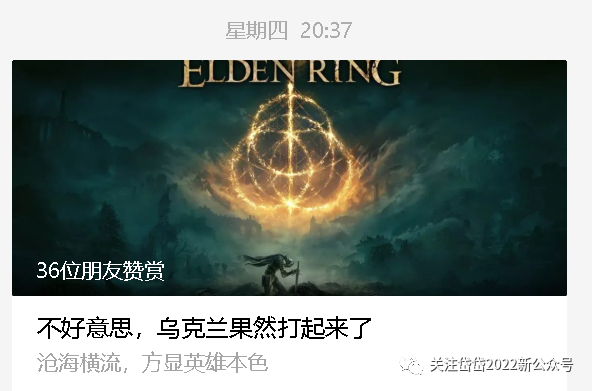 星期四 20:37
ELDEN RING
36位朋友赞赏
不好意思，乌克兰果然打起来了
沧海横流，方显英雄本色
关注岱岱2022新公众号